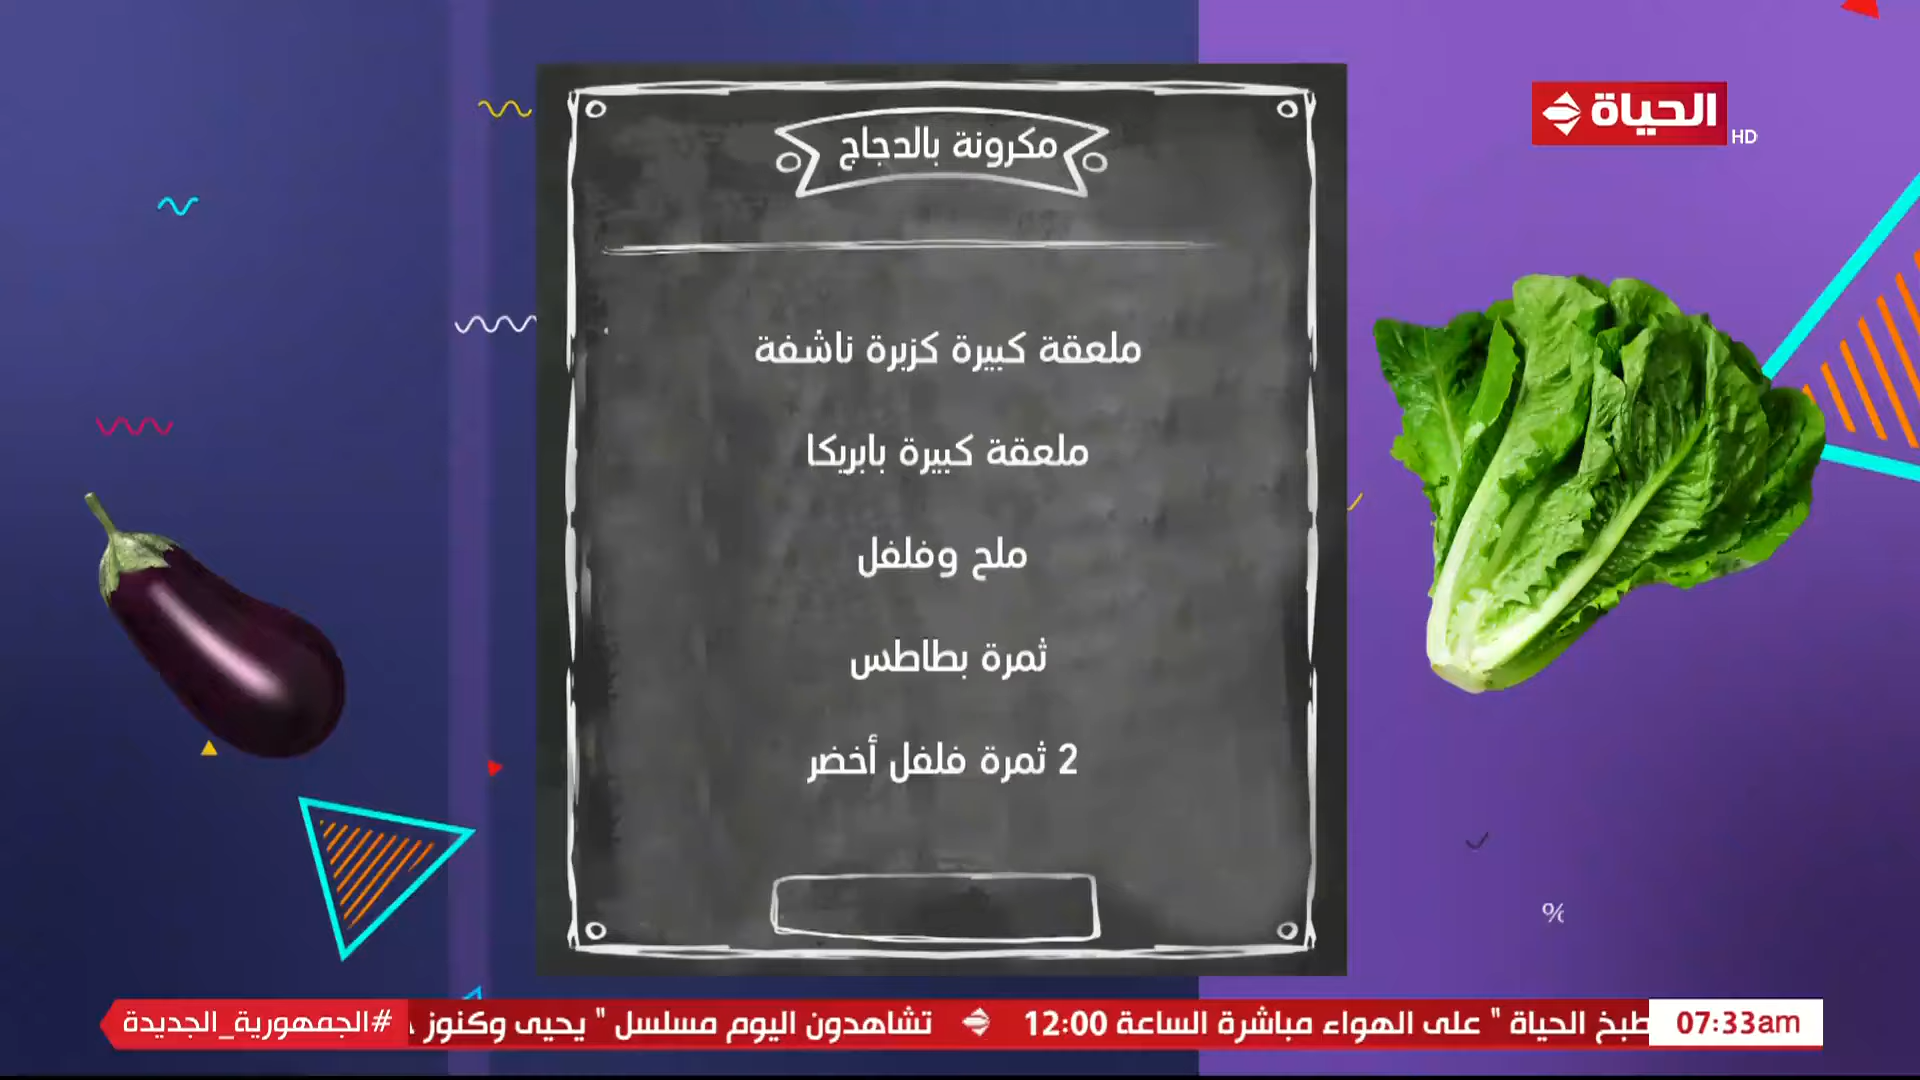 الحياة
HD
مكرونة بالدجاج
ملعقة كبيرة كزبرة ناشفة
ملعقة كبيرة بابريكا
ملح وفلفل
ثمرة بطاطس
2 ثمرة فلفل أخضر
%
07:33am
طبخ الحياة " على الهواء مباشرة الساعة 12:00 تشاهدون اليوم مسلسل " يحيى وكنوز
#الجمهورية_الجديدة